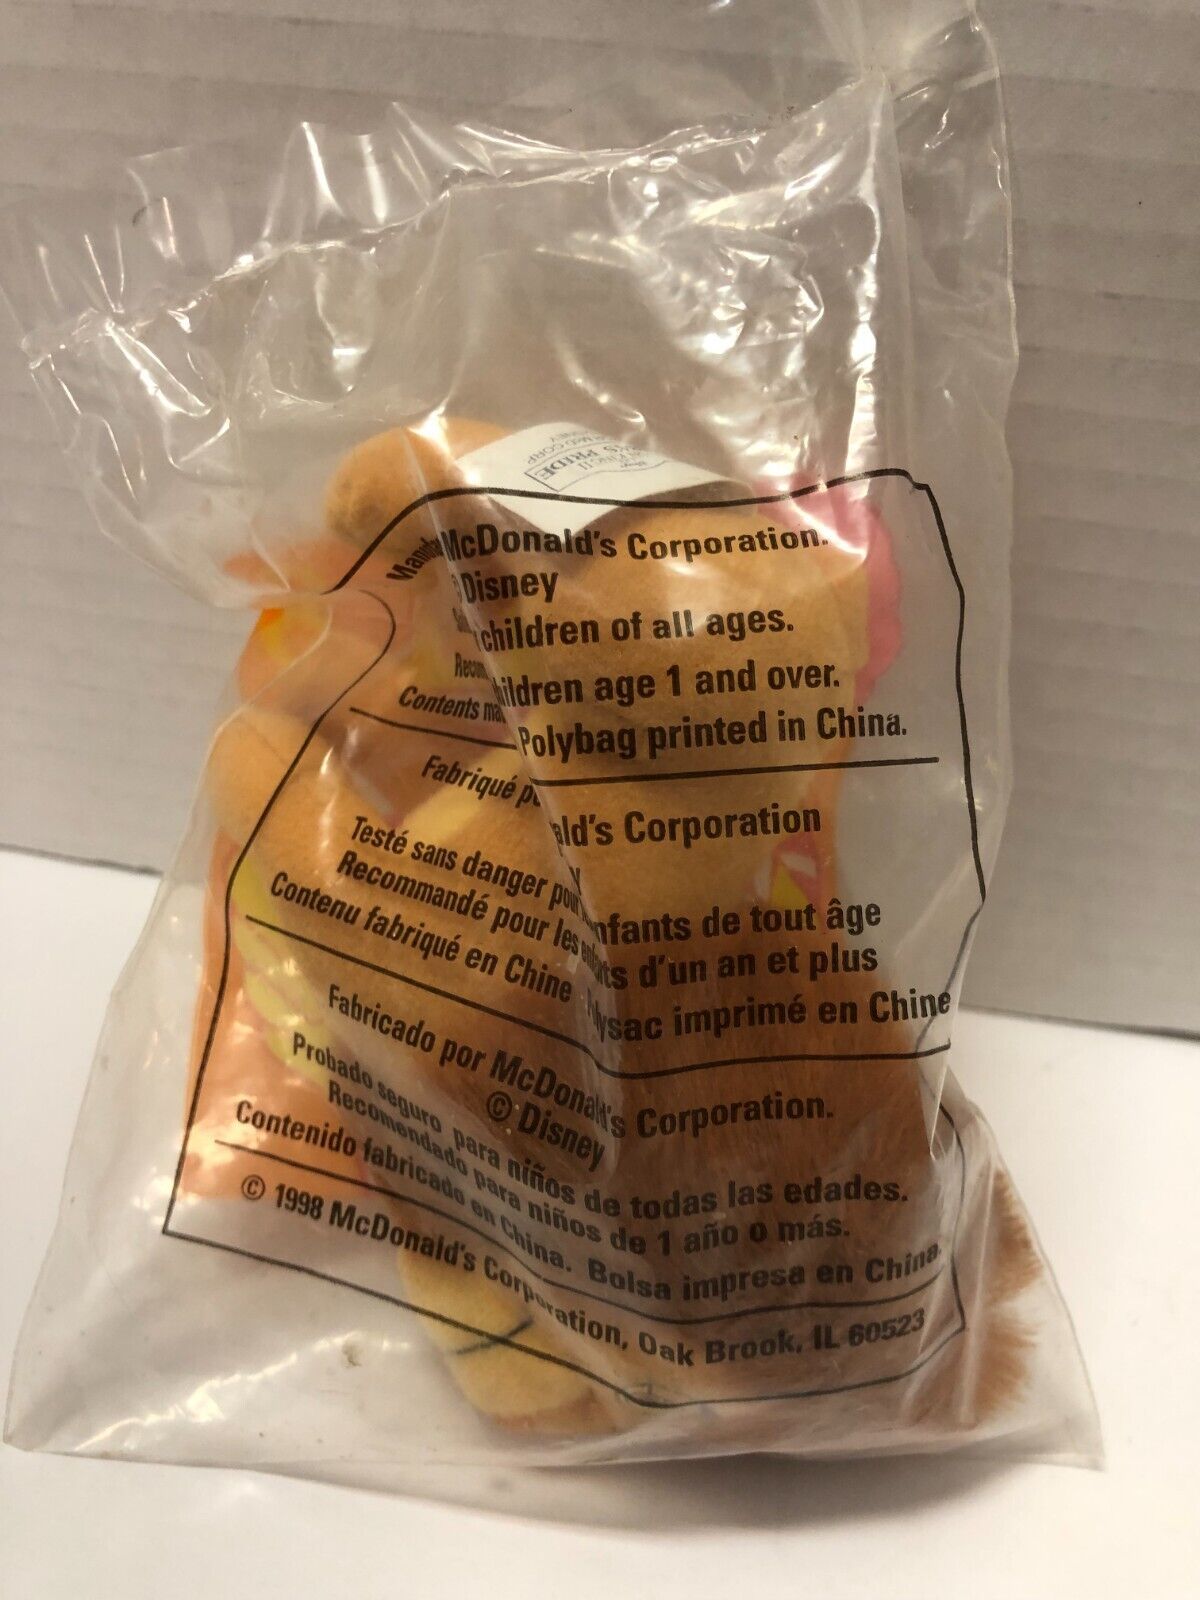 PRIDE
McDonald's Corporation.
Disney
children of all ages.
ildren age 1 and over.
Contents ma Polybag printed in China.
Fabriqué p ald's Corporation
Testé sans danger pour enfants de tout âge
Recommandé pour les enfants d'un an et plus
Contenu fabriqué en Chine lysac imprimé en Chine
Fabricado por McDonald's Corporation.
© Disney
Probado seguro para niños de todas las edades.
Recomendado para niños de 1 año o más.
Contenido fabricado en China. Bolsa impresa en China.
© 1998 McDonald's Corporation, Oak Brook, IL 60523